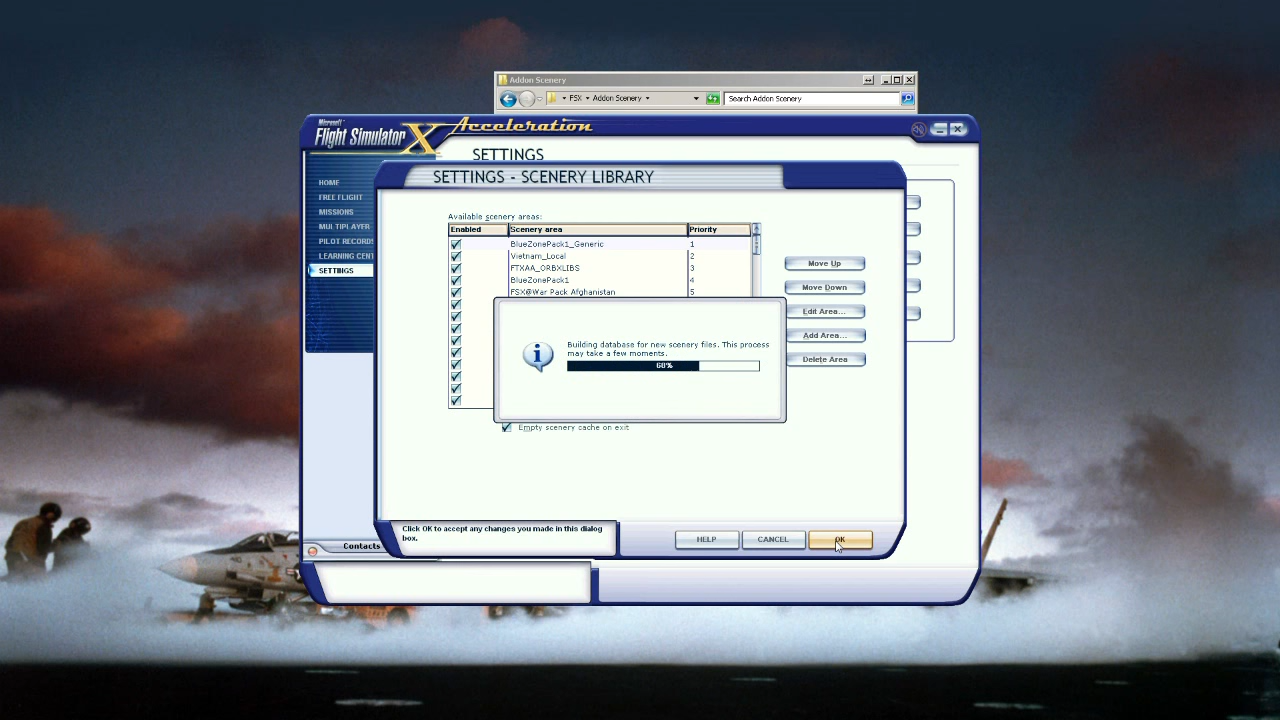 Addon Scenery
FSX Addon Scenery
Search Addon Scenery
Microsoft
Flight Simulator X Acceleration
SETTINGS
SETTINGS - SCENERY LIBRARY
HOME
FREE FLIGHT
MISSIONS
MULTIPLAYER
PILOT RECORDS
LEARNING CENT
SETTINGS
Available scenery areas:
Enabled Scenery area Priority
BlueZonePack1_Generic 1
Vietnam_Local 2
FTXAA_ORBXLIBS 3
BlueZonePack1 4
FSX@War Pack Afghanistan 5
Move Up
Move Down
Edit Area...
Add Area...
Delete Area
Building database for new scenery files. This process
may take a few moments.
68%
Empty scenery cache on exit
Click OK to accept any changes you made in this dialog
box.
HELP CANCEL OK
Contacts